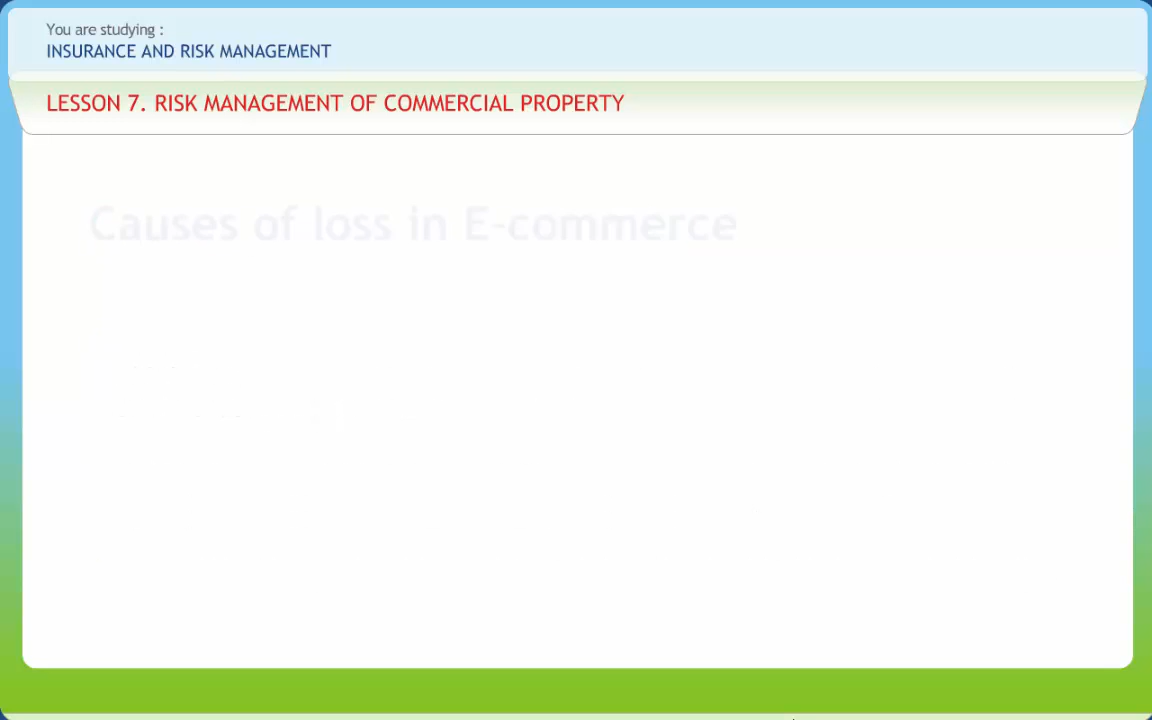 You are studying :
INSURANCE AND RISK MANAGEMENT
LESSON 7. RISK MANAGEMENT OF COMMERCIAL PROPERTY
Causes of loss in E-commerce